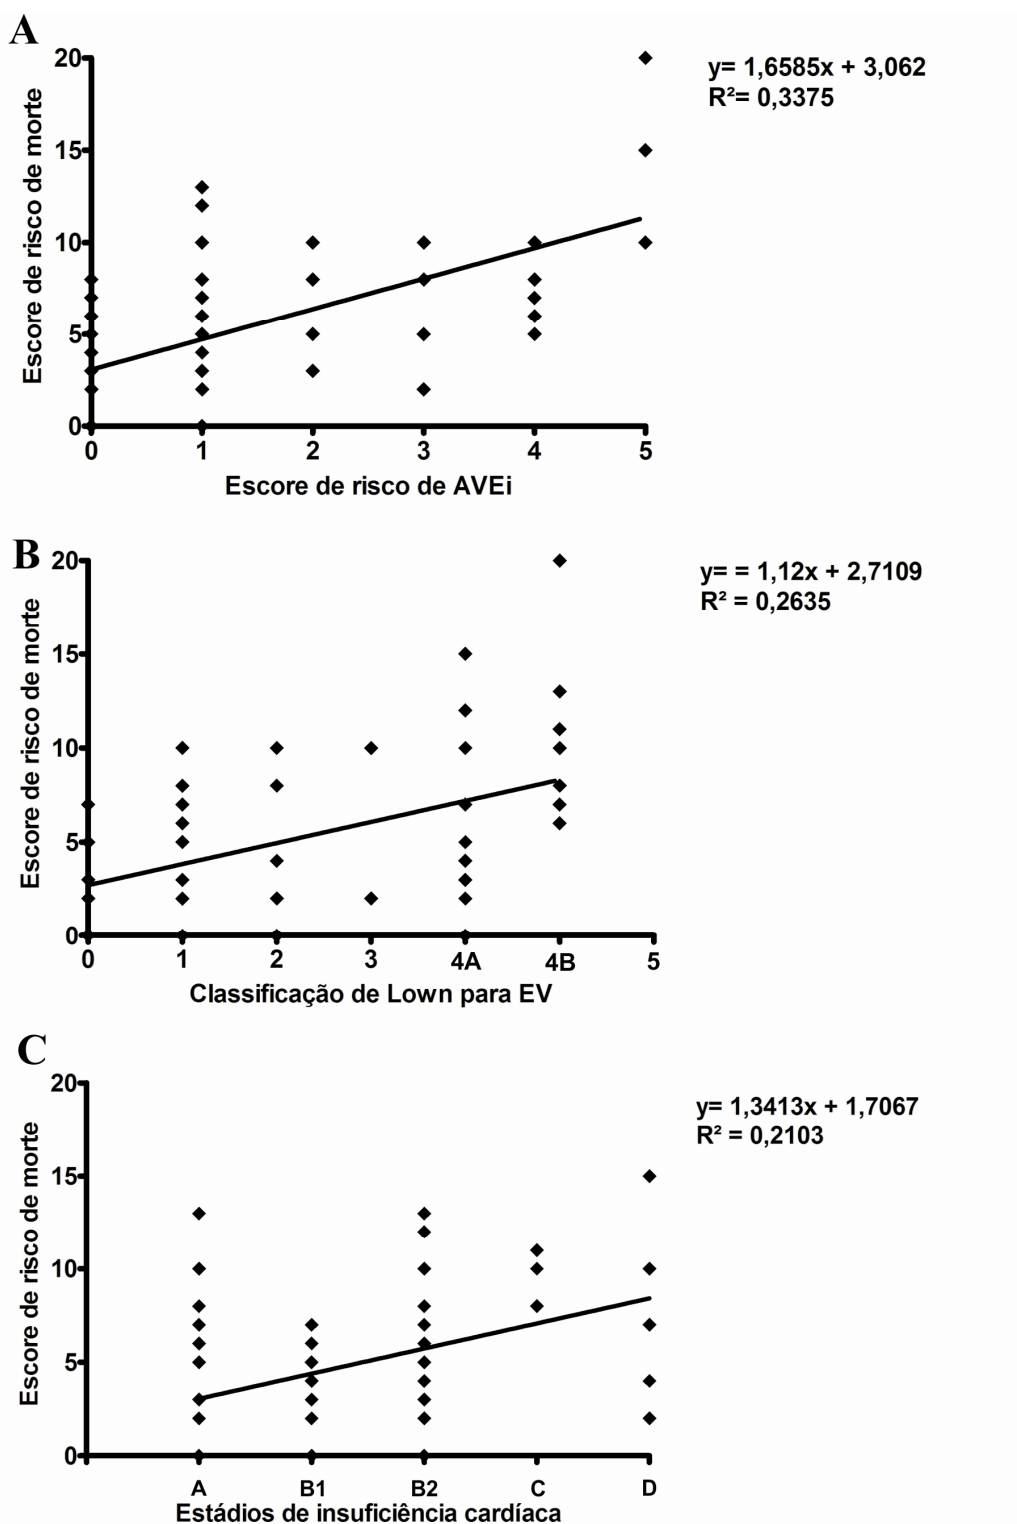 A
y= 1,6585x + 3,062
R²= 0,3375
Escore de risco de morte
20
15
10
5
0
0 1 2 3 4 5
Escore de risco de AVEi
B
y= = 1,12x + 2,7109
R² = 0,2635
Escore de risco de morte
20
15
10
5
0
0 1 2 3 4A 4B 5
Classificação de Lown para EV
C
y= 1,3413x + 1,7067
R² = 0,2103
Escore de risco de morte
20
15
10
5
0
A B1 B2 C D
Estádios de insuficiência cardíaca